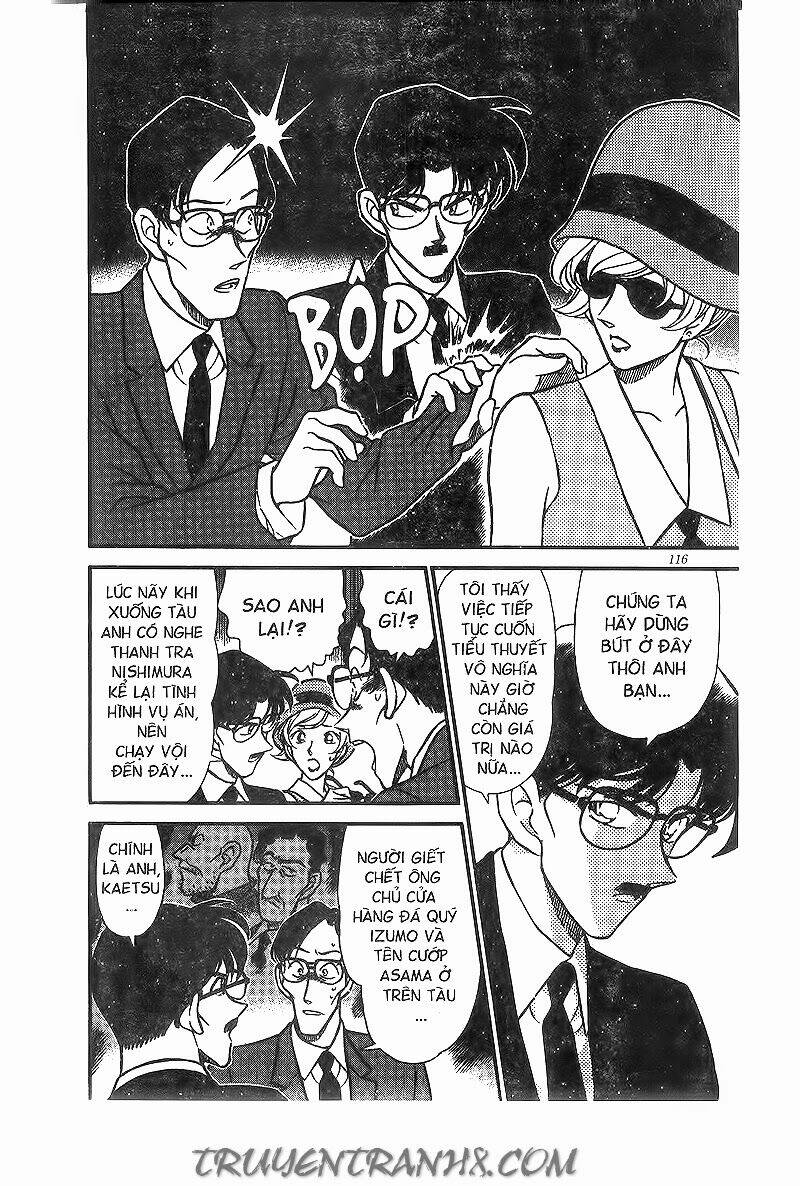 BỘP
116
CHÚNG TA
HÃY DỪNG
BÚT Ở ĐÂY
THÔI ANH
BẠN...
TÔI THẤY
VIỆC TIẾP
TỤC CUỐN
TIỂU THUYẾT
VÔ NGHĨA
NÀY GIỜ
CHẲNG
CÒN GIÁ
TRỊ NÀO
NỮA...
CÁI
GÌ!?
SAO ANH
LẠI!?
LÚC NÃY KHI
XUỐNG TÀU
ANH CÓ NGHE
THANH TRA
NISHIMURA
KỂ LẠI TÌNH
HÌNH VỤ ÁN,
NÊN
CHẠY VỘI
ĐẾN ĐÂY...
NGƯỜI GIẾT
CHẾT ÔNG
CHỦ CỬA
HÀNG ĐÁ QUÝ
IZUMO VÀ
TÊN CƯỚP
ASAMA Ở
TRÊN TÀU
...
CHÍNH
LÀ ANH,
KAETSU
...
TRUYENTRANH8.COM